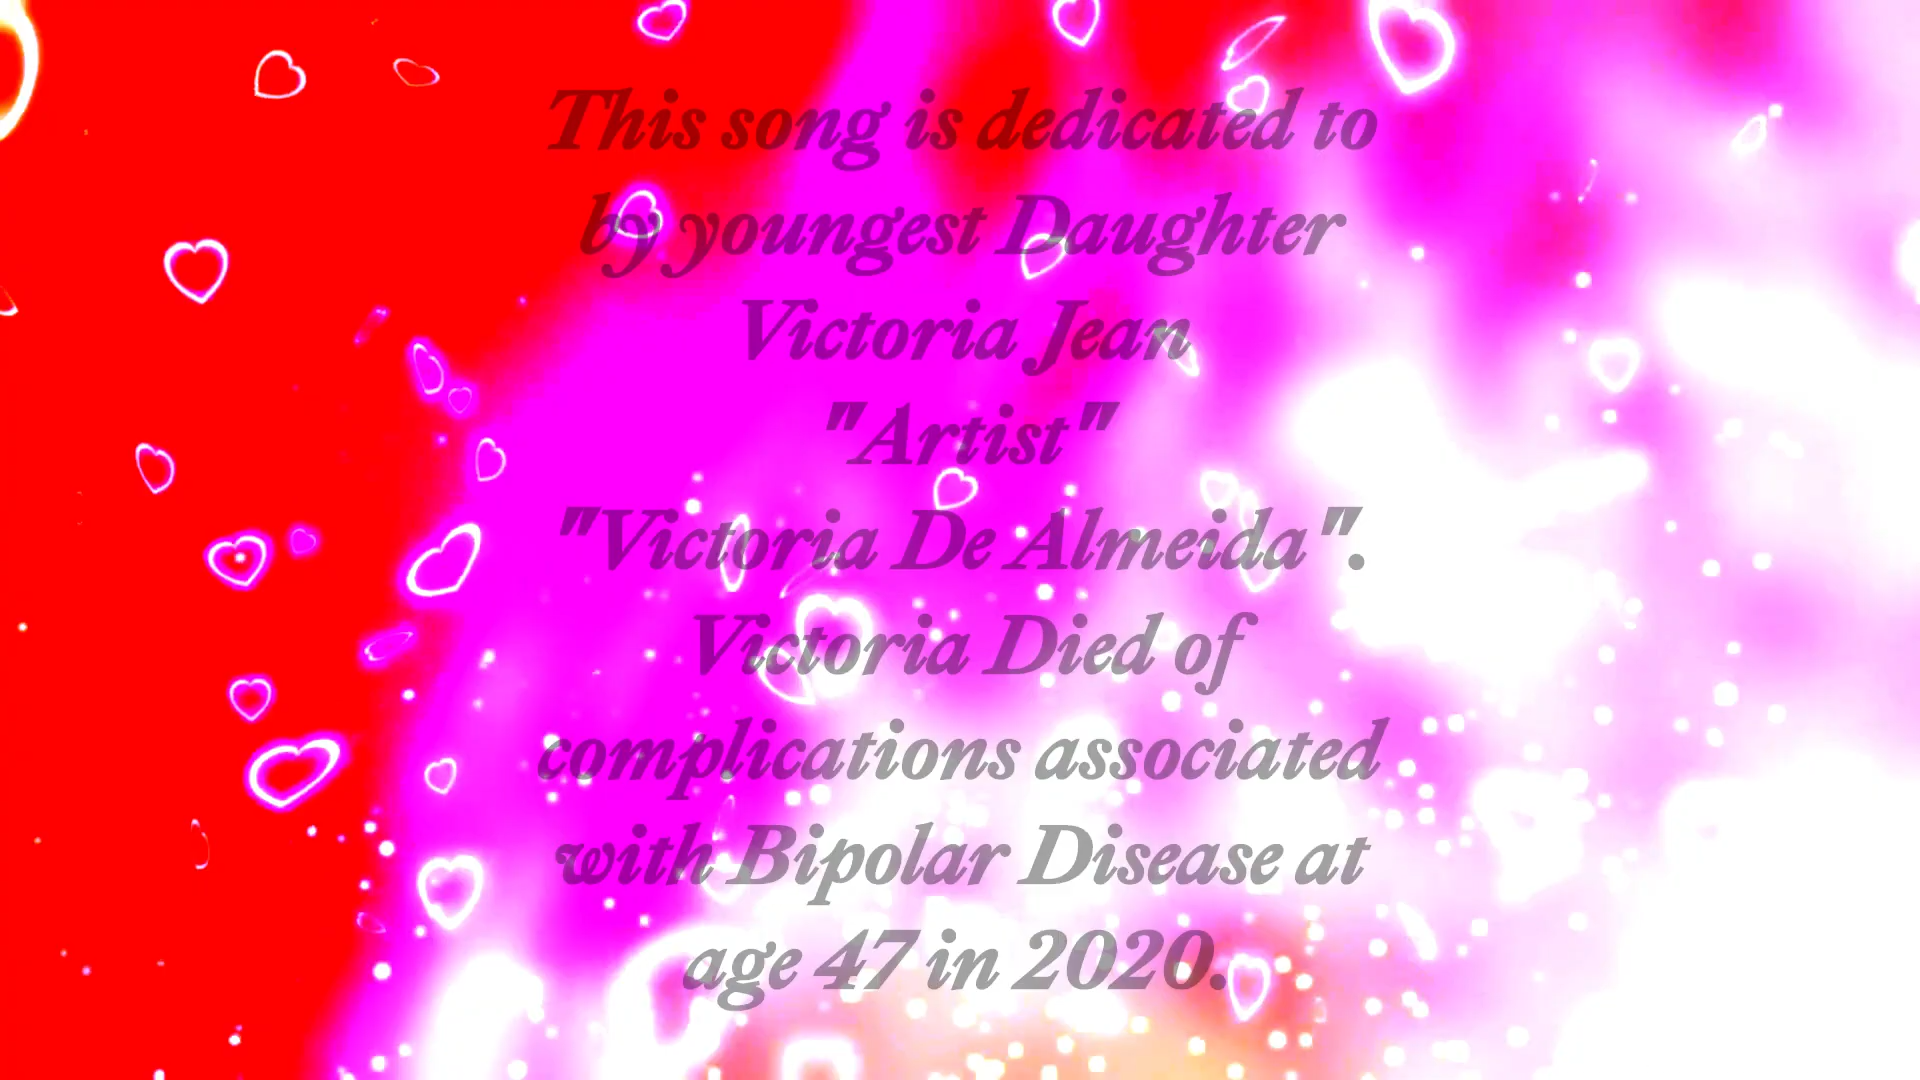 This song is dedicated to
by youngest Daughter
Victoria Jean
"Artist"
"Victoria De Almeida".
Victoria Died of
complications associated
with Bipolar Disease at
age 47 in 2020.